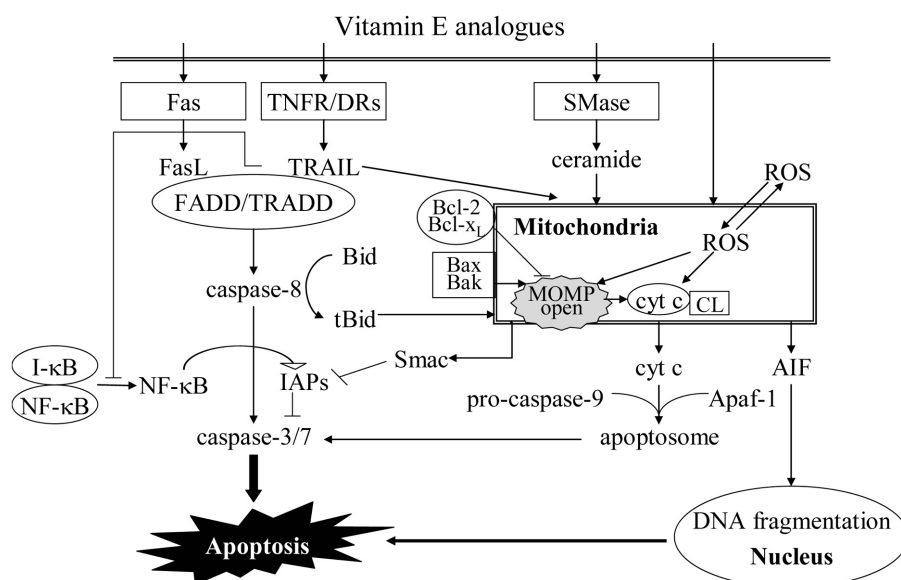 Vitamin E analogues
Fas
TNFR/DRs
SMase
FasL
TRAIL
ceramide
ROS
FADD/TRADD
Bcl-2
Bcl-xL
Mitochondria
ROS
Bid
Bax
Bak
caspase-8
MOMP
open
cyt c
CL
tBid
I-κB
NF-κB
NF-κB
IAPs
Smac
cyt c
AIF
pro-caspase-9
Apaf-1
caspase-3/7
apoptosome
DNA fragmentation
Nucleus
Apoptosis